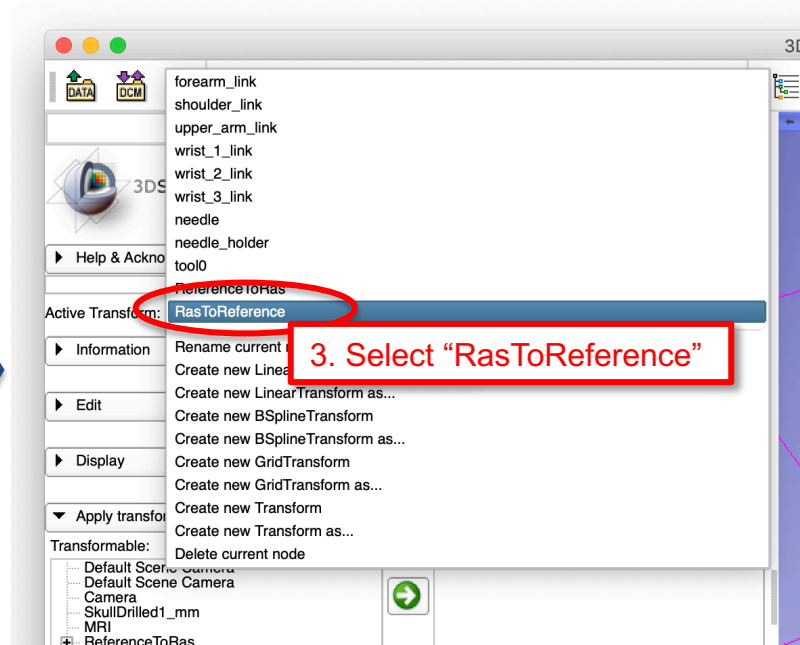 3D
DATA
DCM
forearm_link
shoulder_link
upper_arm_link
wrist_1_link
wrist_2_link
wrist_3_link
needle
needle_holder
tool0
ReferenceToRas
RasToReference
3DS
Help & Ackno
Active Transform:
3. Select “RasToReference”
Information
Rename current
Create new Linea
Create new LinearTransform as...
Edit
Create new BSplineTransform
Create new BSplineTransform as...
Display
Create new GridTransform
Create new GridTransform as...
Apply transfor
Create new Transform
Create new Transform as...
Transformable:
Delete current node
Default Scene Camera
Default Scene Camera
Camera
SkullDrilled1_mm
MRI
ReferenceToRas